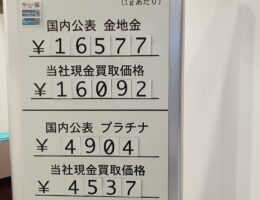 (1gあたり)
国内公表 金地金
￥16577
当社現金買取価格
￥16092
国内公表 プラチナ
￥4904
当社現金買取価格
￥4537